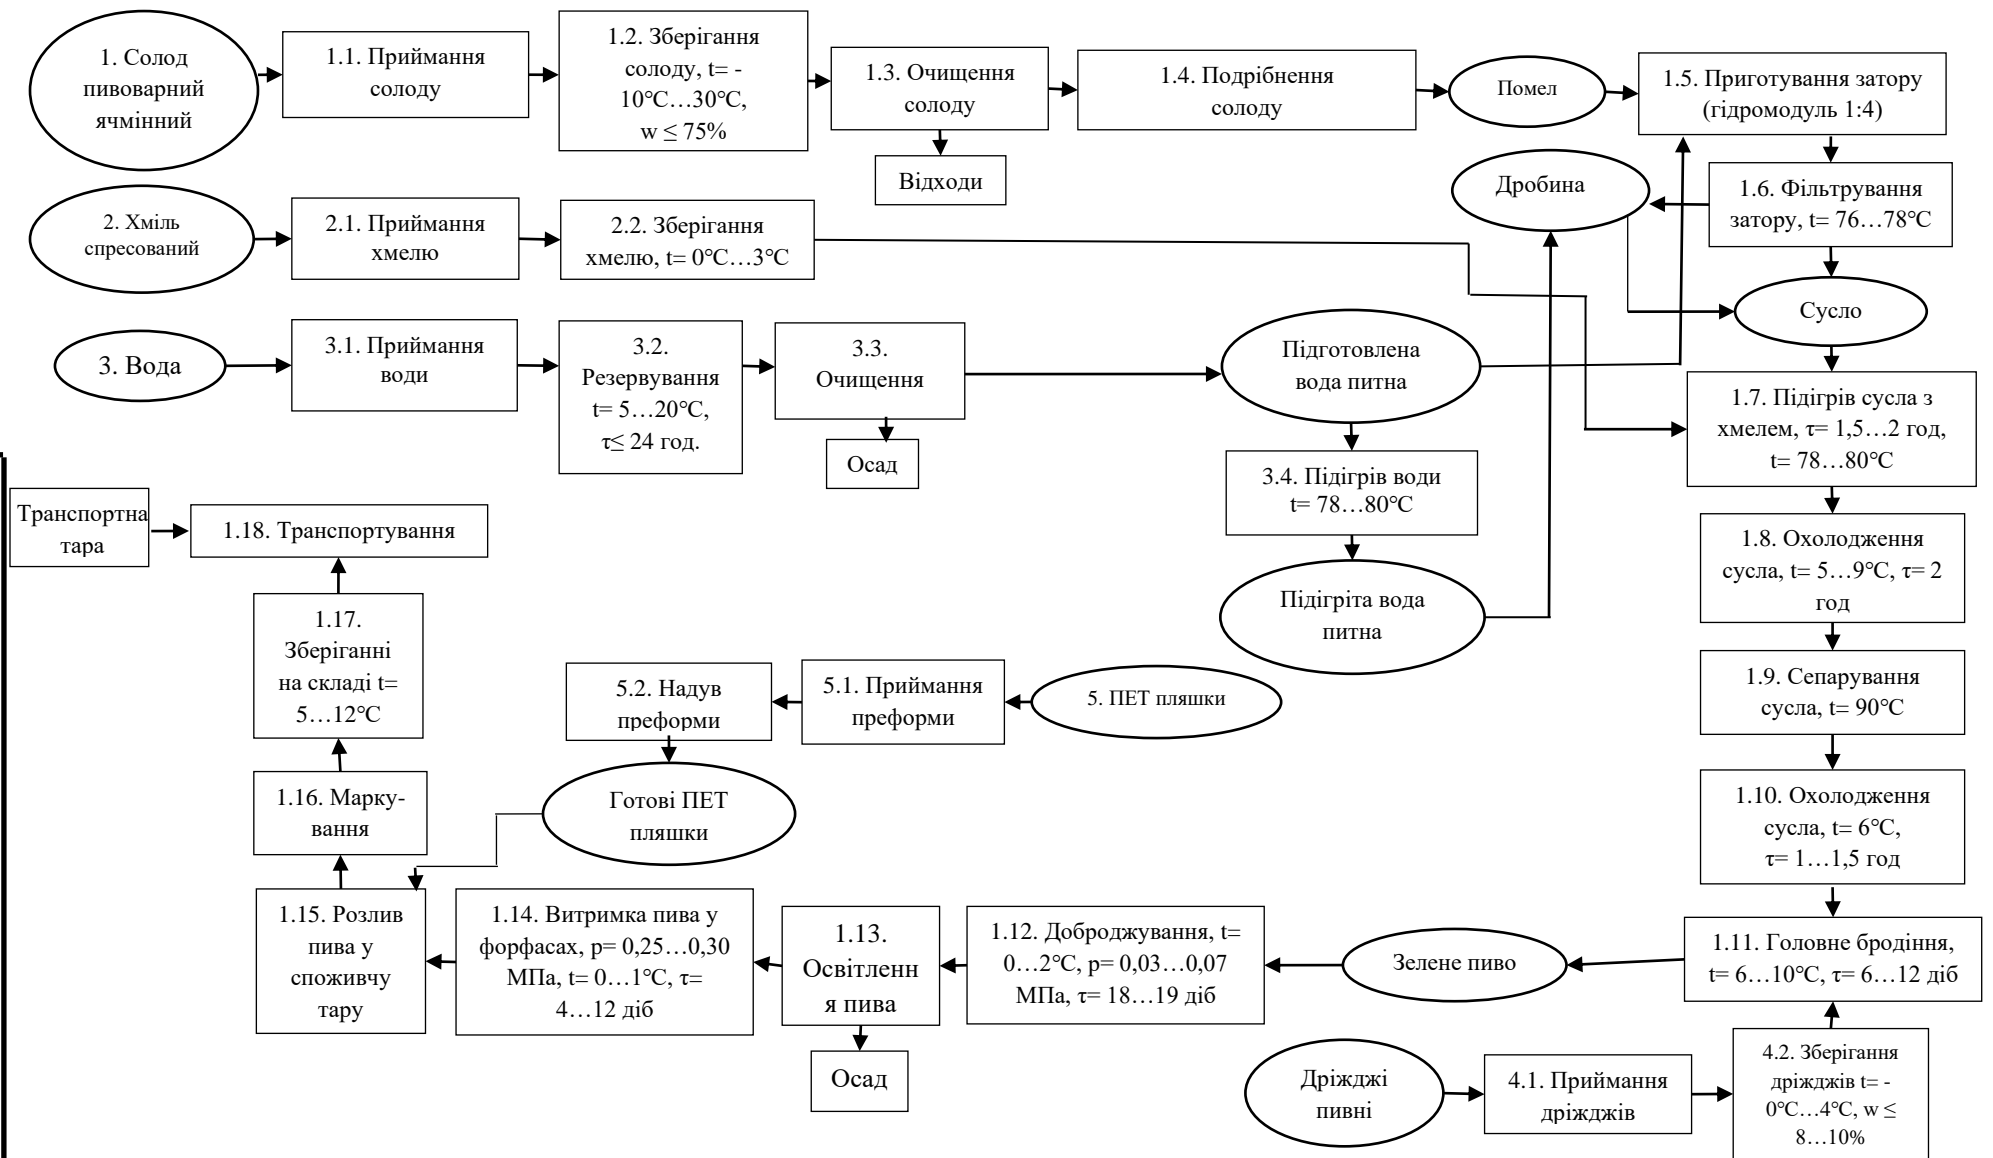 1. Солод
пивоварний
ячмінний
1.1. Приймання
солоду
1.2. Зберігання
солоду, t= -
10℃…30℃,
w ≤ 75%
1.3. Очищення
солоду
Відходи
1.4. Подрібнення
солоду
Помел
1.5. Приготування затору
(гідромодуль 1:4)
Дробина
1.6. Фільтрування
затору, t= 76…78℃
2. Хміль
спресований
2.1. Приймання
хмелю
2.2. Зберігання
хмелю, t= 0℃…3℃
Сусло
3. Вода
3.1. Приймання
води
3.2.
Резервування
t= 5…20℃,
τ≤ 24 год.
3.3.
Очищення
Осад
Підготовлена
вода питна
3.4. Підігрів води
t= 78…80℃
Підігріта вода
питна
1.7. Підігрів сусла з
хмелем, τ= 1,5…2 год,
t= 78…80℃
1.8. Охолодження
сусла, t= 5…9℃, τ= 2
год
1.9. Сепарування
сусла, t= 90℃
1.10. Охолодження
сусла, t= 6℃,
τ= 1…1,5 год
1.11. Головне бродіння,
t= 6…10℃, τ= 6…12 діб
Дріжджі
пивні
4.1. Приймання
дріжджів
4.2. Зберігання
дріжджів t= -
0℃…4℃, w ≤
8…10%
Зелене пиво
1.12. Доброджування, t=
0…2℃, p= 0,03…0,07
МПа, τ= 18…19 діб
1.13.
Освітленн
я пива
Осад
1.14. Витримка пива у
форфасах, p= 0,25…0,30
МПа, t= 0…1℃, τ=
4…12 діб
5. ПЕТ пляшки
5.1. Приймання
преформи
5.2. Надув
преформи
Готові ПЕТ
пляшки
1.15. Розлив
пива у
споживчу
тару
1.16. Марку-
вання
1.17.
Зберіганні
на складі t=
5…12℃
Транспортна
тара
1.18. Транспортування